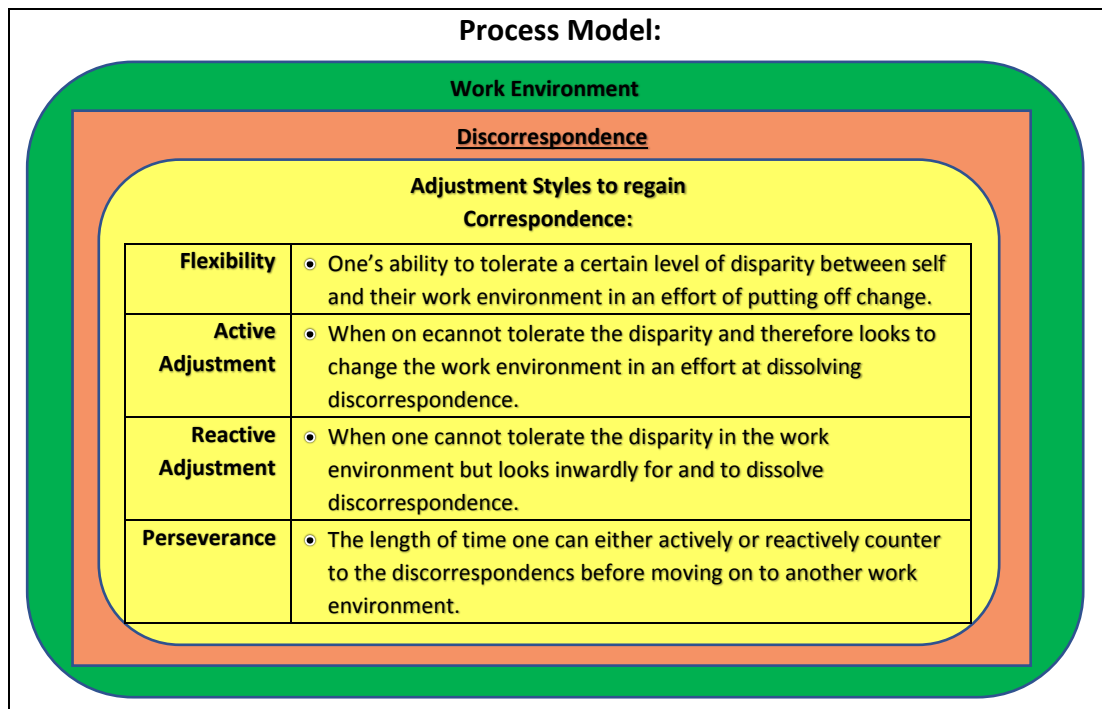 Process Model:
Work Environment
Discorrespondence
Adjustment Styles to regain
Correspondence:
Flexibility
One’s ability to tolerate a certain level of disparity between self
and their work environment in an effort of putting off change.
Active
Adjustment
When on ecannot tolerate the disparity and therefore looks to
change the work environment in an effort at dissolving
discorrespondence.
Reactive
Adjustment
When one cannot tolerate the disparity in the work
environment but looks inwardly for and to dissolve
discorrespondence.
Perseverance
The length of time one can either actively or reactively counter
to the discorrespondencs before moving on to another work
environment.